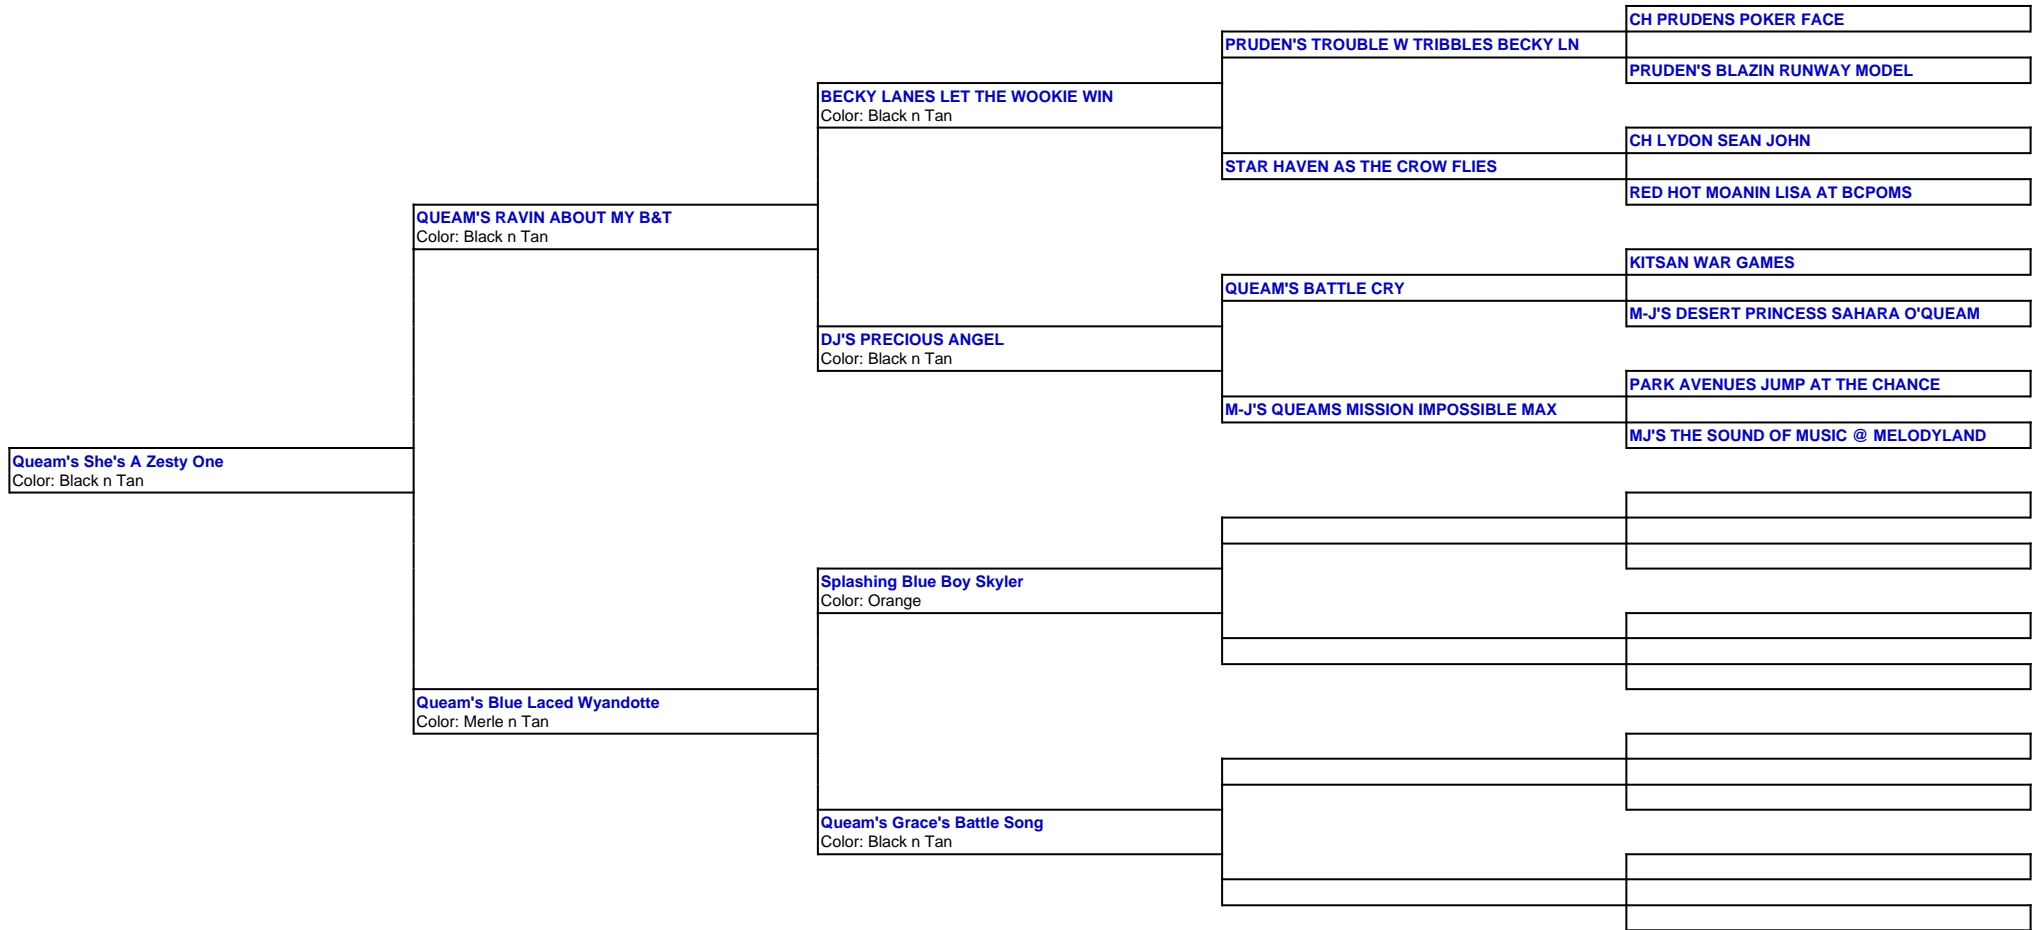 CH PRUDENS POKER FACE
PRUDEN'S TROUBLE W TRIBBLES BECKY LN
PRUDEN'S BLAZIN RUNWAY MODEL
BECKY LANES LET THE WOOKIE WIN
Color: Black n Tan
CH LYDON SEAN JOHN
STAR HAVEN AS THE CROW FLIES
RED HOT MOANIN LISA AT BCPOMS
QUEAM'S RAVIN ABOUT MY B&T
Color: Black n Tan
KITSAN WAR GAMES
QUEAM'S BATTLE CRY
M-J'S DESERT PRINCESS SAHARA O'QUEAM
DJ'S PRECIOUS ANGEL
Color: Black n Tan
PARK AVENUES JUMP AT THE CHANCE
M-J'S QUEAMS MISSION IMPOSSIBLE MAX
MJ'S THE SOUND OF MUSIC @ MELODYLAND
Queam's She's A Zesty One
Color: Black n Tan
Splashing Blue Boy Skyler
Color: Orange
Queam's Blue Laced Wyandotte
Color: Merle n Tan
Queam's Grace's Battle Song
Color: Black n Tan